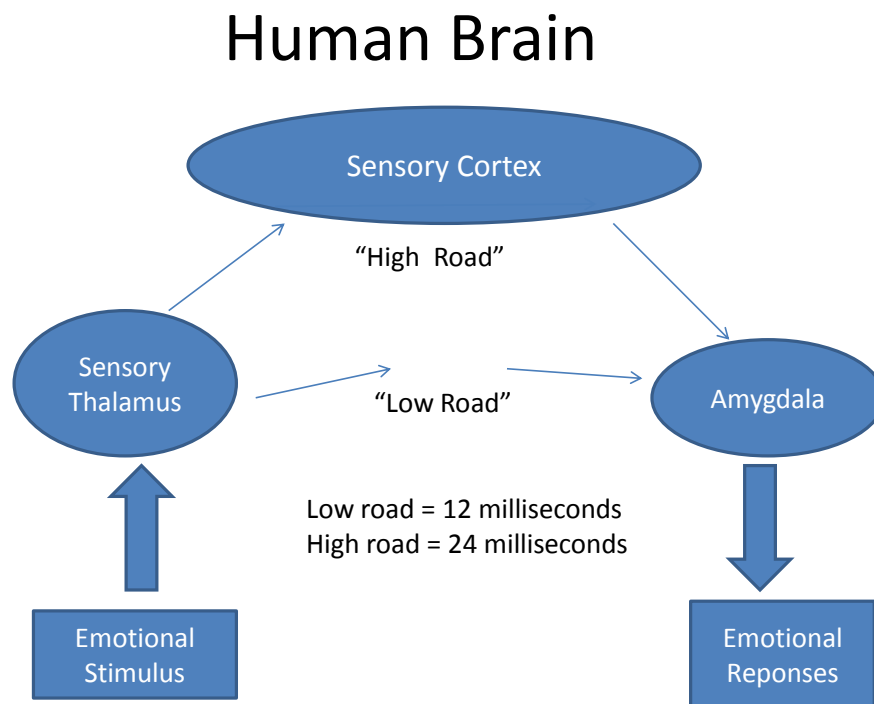 Human Brain
Sensory Cortex
“High Road”
Sensory
Thalamus
“Low Road”
Amygdala
Low road = 12 milliseconds
High road = 24 milliseconds
Emotional
Stimulus
Emotional
Reponses